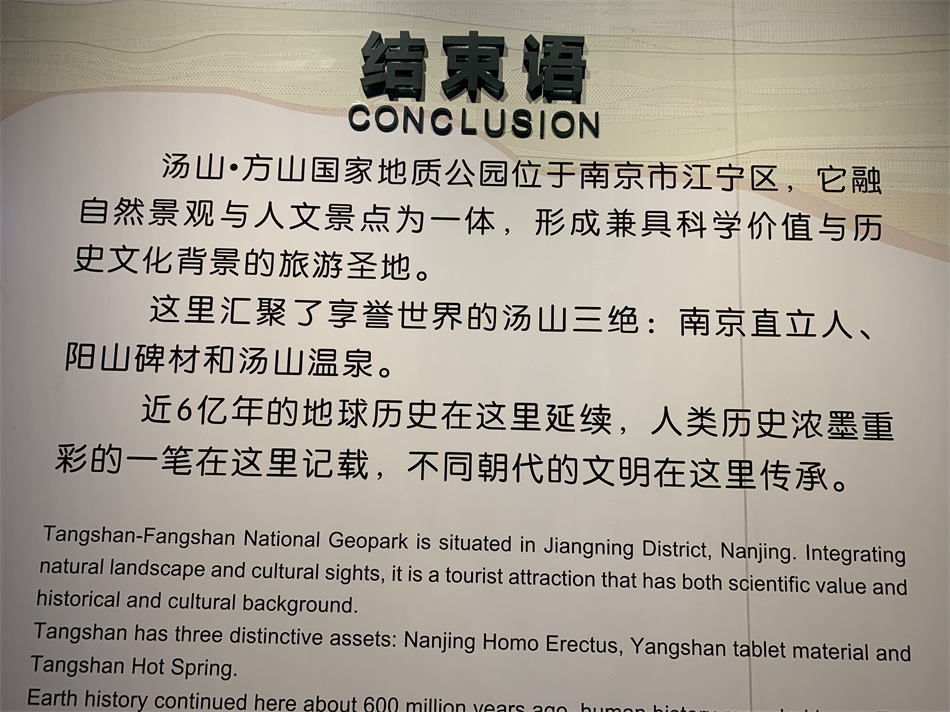 结束语
CONCLUSION
汤山•方山国家地质公园位于南京市江宁区，它融
自然景观与人文景点为一体，形成兼具科学价值与历
史文化背景的旅游圣地。
这里汇聚了享誉世界的汤山三绝：南京直立人、
阳山碑材和汤山温泉。
近6亿年的地球历史在这里延续，人类历史浓墨重
彩的一笔在这里记载，不同朝代的文明在这里传承。
Tangshan-Fangshan National Geopark is situated in Jiangning District, Nanjing. Integrating
natural landscape and cultural sights, it is a tourist attraction that has both scientific value and
historical and cultural background.
Tangshan has three distinctive assets: Nanjing Homo Erectus, Yangshan tablet material and
Tangshan Hot Spring.
Earth history continued here about 600 million years ago, human history